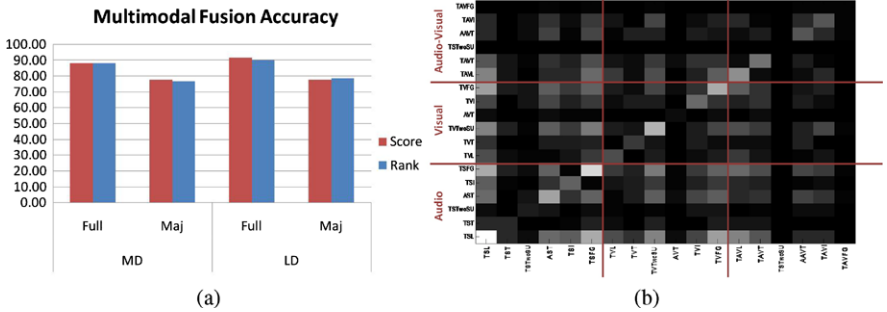 Multimodal Fusion Accuracy
100.00
90.00
80.00
70.00
60.00
50.00
40.00
30.00
20.00
10.00
0.00
Full
Maj
Full
Maj
MD
LD
Score
Rank
(a)
Audio-Visual
Visual
Audio
TAVFG
TAVI
AAVT
TSTwoSU
TAVT
TAVL
TVFG
TVI
AVT
TVTwoSU
TVT
TVL
TSFG
TSI
AST
TSTwoSU
TST
TSL
TSL
TST
TSTwoSU
AST
TSI
TSFG
TVL
TVT
TVTwoSU
AVT
TVI
TVFG
TAVL
TAVT
TSTwoSU
AAVT
TAVI
TAVFG
(b)